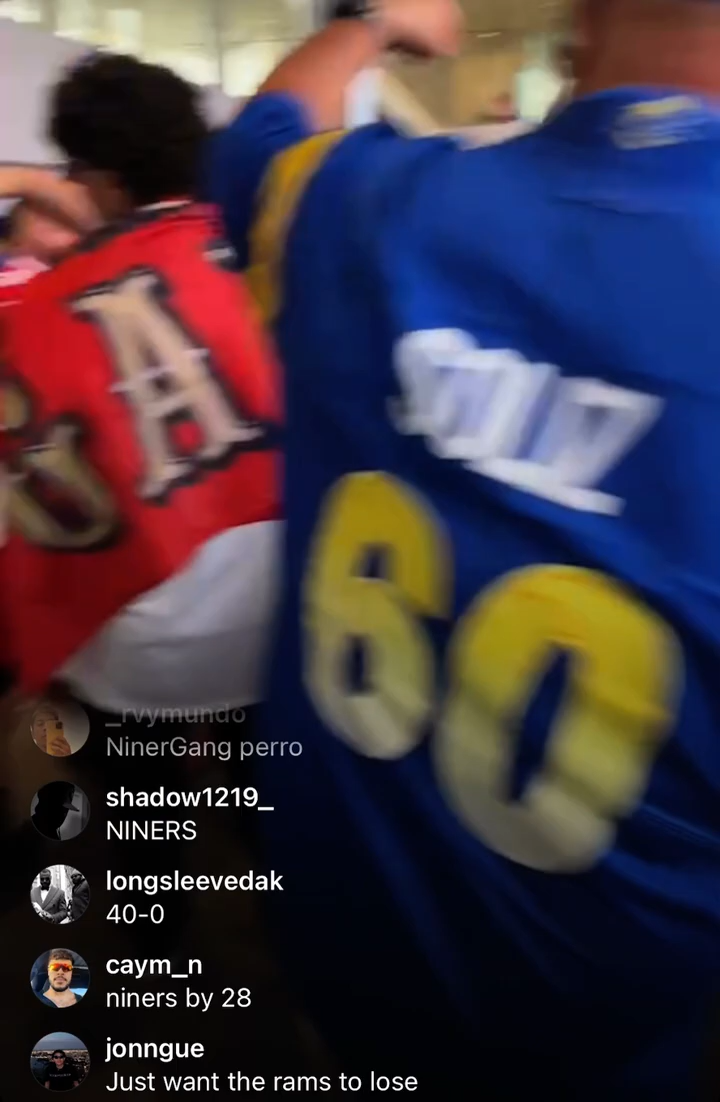 A
60
_rvymundo
NinerGang perro
shadow1219_
NINERS
longsleevedak
40-0
caym_n
niners by 28
jonngue
Just want the rams to lose